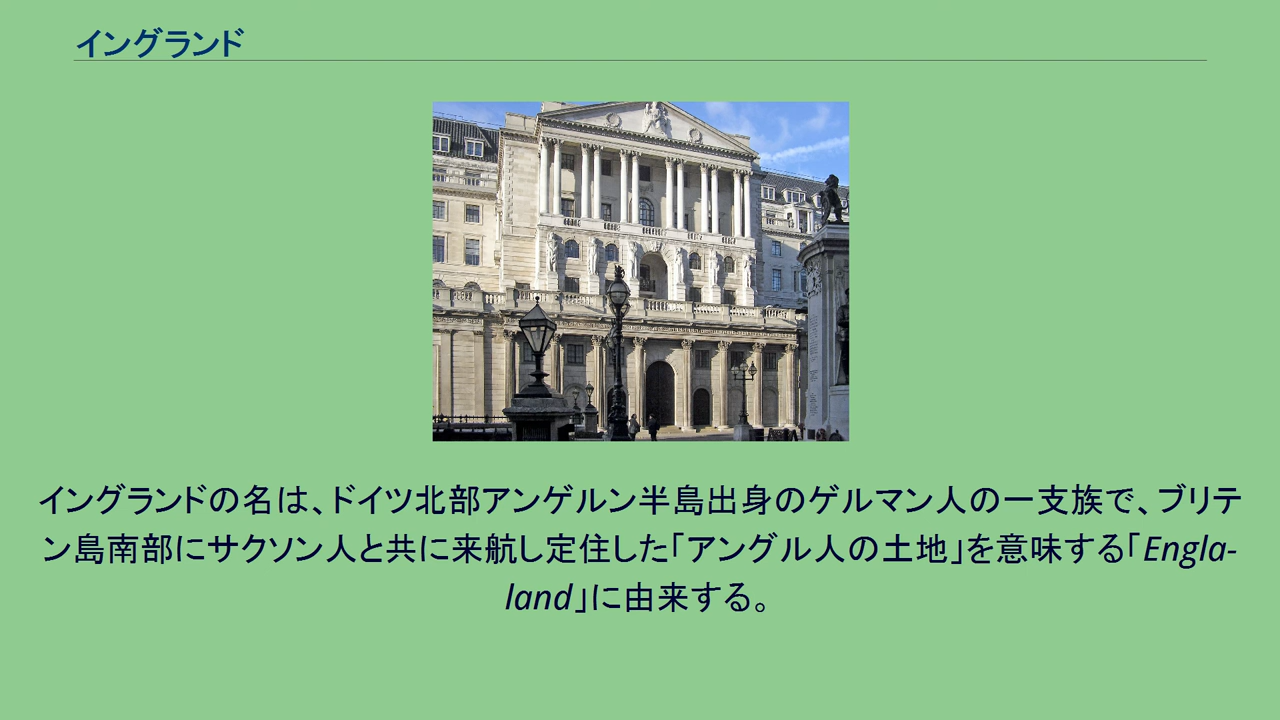 イングランド
イングランドの名は、ドイツ北部アンゲルン半島出身のゲルマン人の一支族で、ブリテ
ン島南部にサクソン人と共に来航し定住した「アングル人の土地」を意味する「Engla-
land」に由来する。